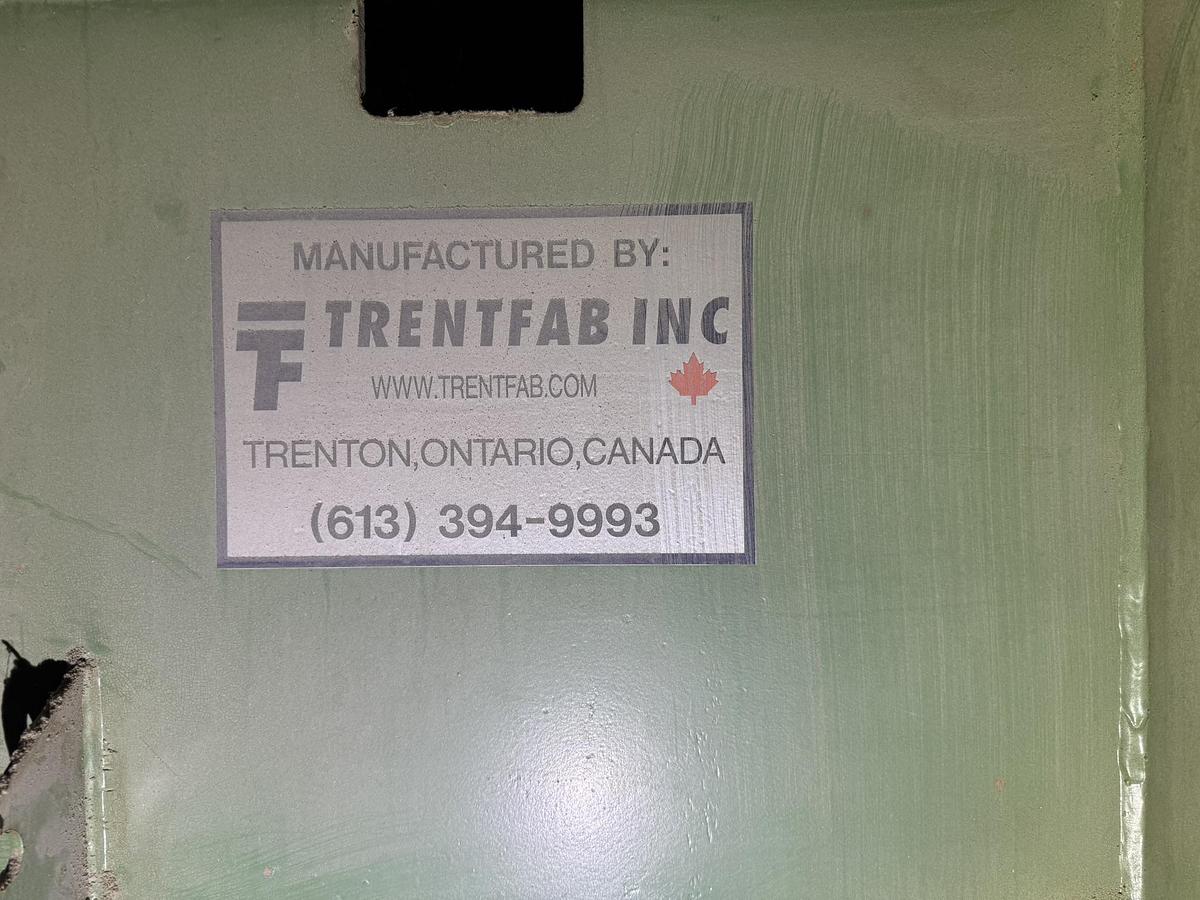 MANUFACTURED BY:
TF TRENTFAB INC
WWW.TRENTFAB.COM
TRENTON,ONTARIO,CANADA
(613) 394-9993